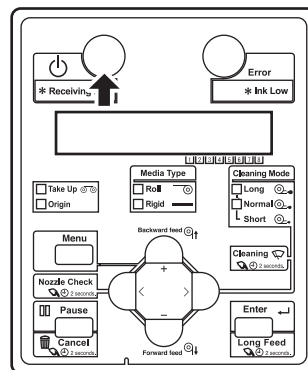 Error
* Receiving
* Ink Low
1 2 3 4 5 6 7 8
Take Up
Origin
Media Type
Roll
Rigid
Cleaning Mode
Long
Normal
Short
Menu
Backward feed
+
< >
−
Forward feed
Cleaning
2 seconds.
Nozzle Check
2 seconds.
Pause
Cancel
2 seconds.
Enter
Long Feed
2 seconds.